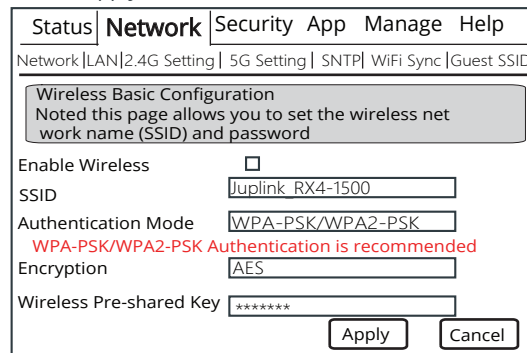 Status Network Security App Manage Help
Network |LAN|2.4G Setting | 5G Setting | SNTP| WiFi Sync |Guest SSID
Wireless Basic Configuration
Noted this page allows you to set the wireless net
work name (SSID) and password
Enable Wireless
SSID Juplink_RX4-1500
Authentication Mode WPA-PSK/WPA2-PSK
WPA-PSK/WPA2-PSK Authentication is recommended
Encryption AES
Wireless Pre-shared Key *******
Apply Cancel